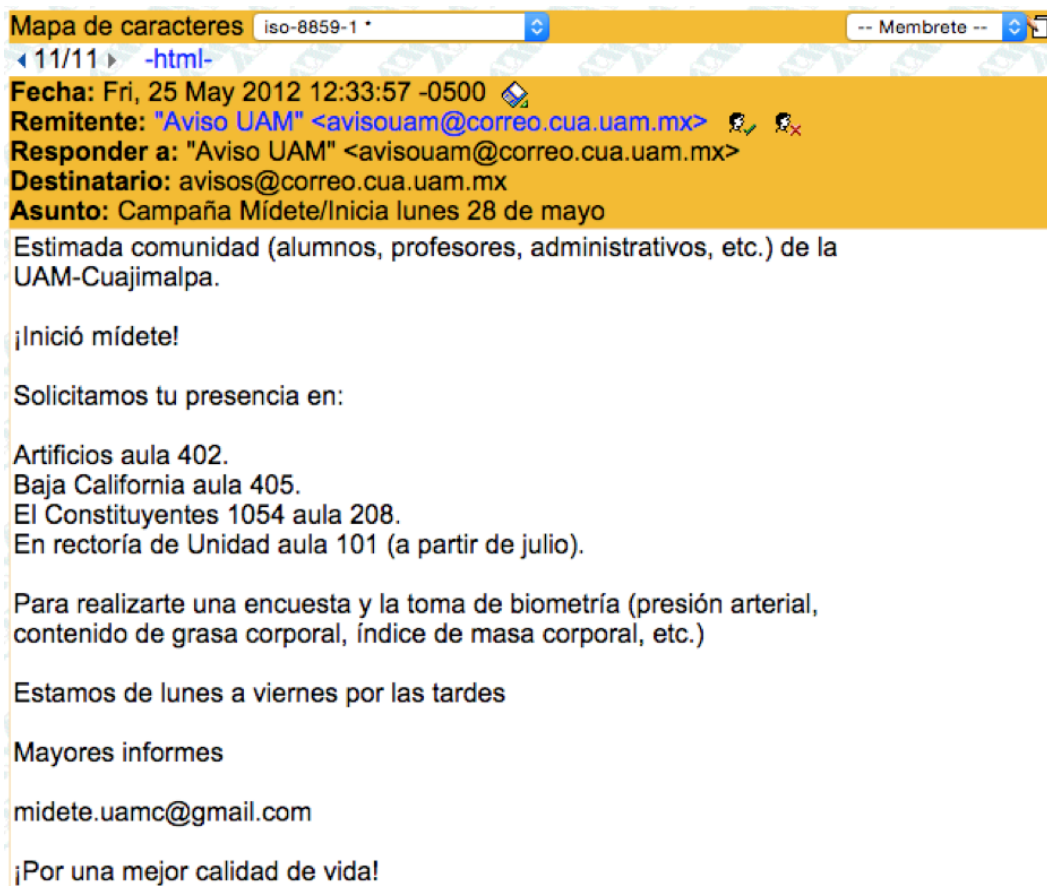 Mapa de caracteres iso-8859-1 * -- Membrete --
11/11 -html-
Fecha: Fri, 25 May 2012 12:33:57 -0500
Remitente: "Aviso UAM" <avisouam@correo.cua.uam.mx>
Responder a: "Aviso UAM" <avisouam@correo.cua.uam.mx>
Destinatario: avisos@correo.cua.uam.mx
Asunto: Campaña Mídete/Inicia lunes 28 de mayo
Estimada comunidad (alumnos, profesores, administrativos, etc.) de la
UAM-Cuajimalpa.
¡Inició mídete!
Solicitamos tu presencia en:
Artificios aula 402.
Baja California aula 405.
El Constituyentes 1054 aula 208.
En rectoría de Unidad aula 101 (a partir de julio).
Para realizarte una encuesta y la toma de biometría (presión arterial,
contenido de grasa corporal, índice de masa corporal, etc.)
Estamos de lunes a viernes por las tardes
Mayores informes
midete.uamc@gmail.com
¡Por una mejor calidad de vida!